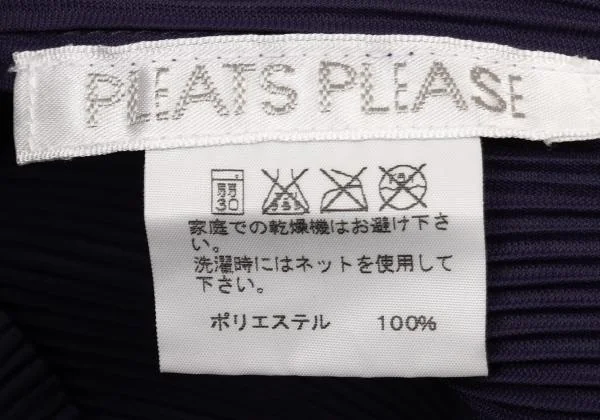 PLEATS PLEASE
弱
30
家庭での乾燥機はお避け下さ
い。
洗濯時にはネットを使用して
下さい。
ポリエステル 100%